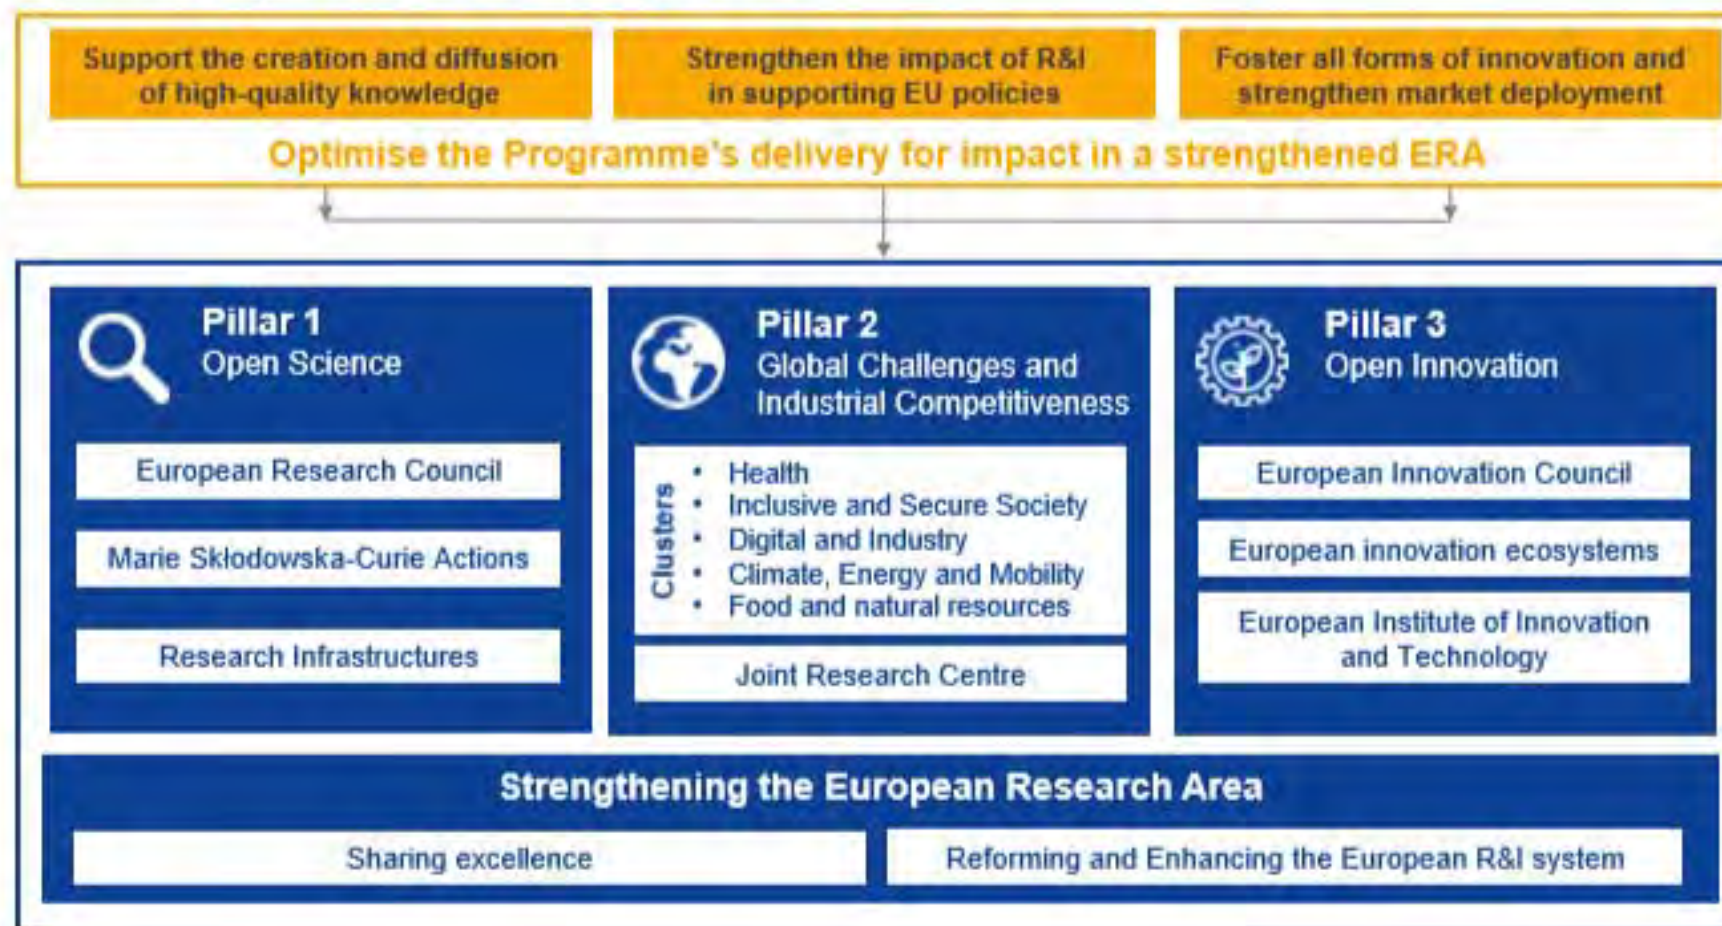 Support the creation and diffusion
of high-quality knowledge
Strengthen the impact of R&I
in supporting EU policies
Foster all forms of innovation and
strengthen market deployment
Optimise the Programme's delivery for impact in a strengthened ERA
Pillar 1
Open Science
European Research Council
Marie Skłodowska-Curie Actions
Research Infrastructures
Pillar 2
Global Challenges and
Industrial Competitiveness
Clusters
• Health
• Inclusive and Secure Society
• Digital and Industry
• Climate, Energy and Mobility
• Food and natural resources
Joint Research Centre
Pillar 3
Open Innovation
European Innovation Council
European innovation ecosystems
European Institute of Innovation
and Technology
Strengthening the European Research Area
Sharing excellence
Reforming and Enhancing the European R&I system